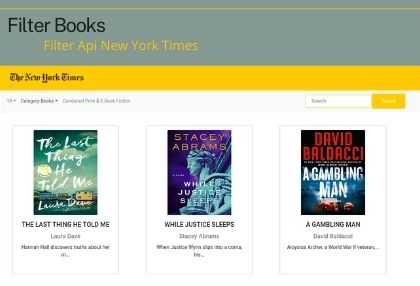 Filter Books
Filter Api New York Times
The New York Times
10 Category Books Combined Print & E-Book Fiction
Search
Search
The Last
Thing
He
Told Me
Laura Dave
STACEY
ABRAMS
WHILE
JUSTICE
SLEEPS
DAVID
BALDACCI
A GAMBLING
MAN
THE LAST THING HE TOLD ME
Laura Dave
Hannah Hall discovers truths about her
m...
WHILE JUSTICE SLEEPS
Stacey Abrams
When Justice Wynn slips into a coma,
his...
A GAMBLING MAN
David Baldacci
Aloysius Archer, a World War II veteran,...